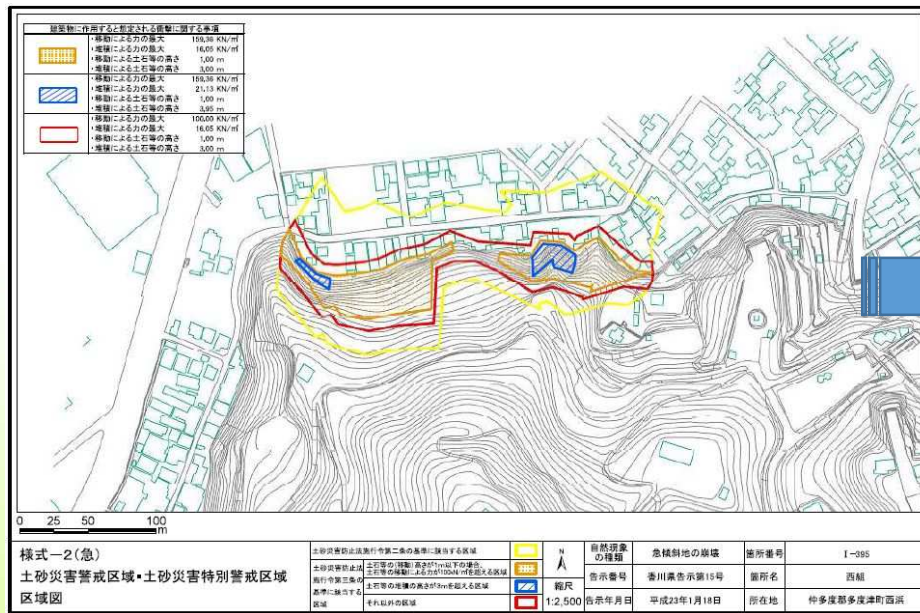 建築物に作用すると想定される衝撃に関する事項
・移動による力の最大 159,36 KN/㎡
・堆積による力の最大 16,05 KN/㎡
・移動による土石等の高さ 1,00 m
・堆積による土石等の高さ 3,00 m
・移動による力の最大 159,36 KN/㎡
・堆積による力の最大 21,13 KN/㎡
・移動による土石等の高さ 1,00 m
・堆積による土石等の高さ 3,95 m
・移動による力の最大 100,00 KN/㎡
・堆積による力の最大 16,05 KN/㎡
・移動による土石等の高さ 1,00 m
・堆積による土石等の高さ 3,00 m
0 25 50 100
m
様式-2(急)
土砂災害警戒区域・土砂災害特別警戒区域
区域図
土砂災害防止法施行令第二条の基準に該当する区域
土砂災害防止法
施行令第三条の
基準に該当する
区域
土石等の(移動)高さが1m以下の場合、
土石等の移動による力が100kN/㎡を超える区域
土石等の堆積の高さが3mを超える区域
それ以外の区域
N
縮尺
1:2,500
自然現象の種類 急傾斜地の崩壊 箇所番号 I-395
告示番号 香川県告示第15号 箇所名 西組
告示年月日 平成23年1月18日 所在地 仲多度郡多度津町西浜